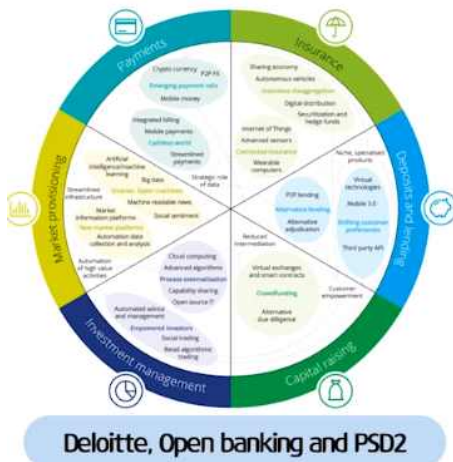 Payments
Crypto currency
P2P FX
Emerging payment rails
Mobile money
Integrated billing
Mobile payments
Cashless world
Streamlined
payments
Insurance
Sharing economy
Autonomous vehicles
Insurance disaggregation
Digital distribution
Securitization and
hedge funds
Internet of Things
Advanced sensors
Connected insurance
Wearable
computers
Deposits and lending
Niche, specialised
products
Virtual
technologies
Mobile 3.0
Shifting customer
preferences
Third party API
P2P lending
Alternative lending
Alternative
adjudication
Reduced
intermediation
Capital raising
Virtual exchanges
and smart contracts
Crowdfunding
Alternative
due diligence
Customer
empowerment
Investment management
Cloud computing
Advanced algorithms
Process externalisation
Capability sharing
Open source IT
Automated advice
and management
Empowered investors
Social trading
Retail algorithmic
trading
Market provisioning
Artificial
intelligence/machine
learning
Big data
Smarter, faster machines
Machine readable news
Streamlined
infrastructure
Strategic role
of data
Market
information platforms
Social sentiment
New market platforms
Automation data
collection and analysis
Automation
of high value
activities
Deloitte, Open banking and PSD2